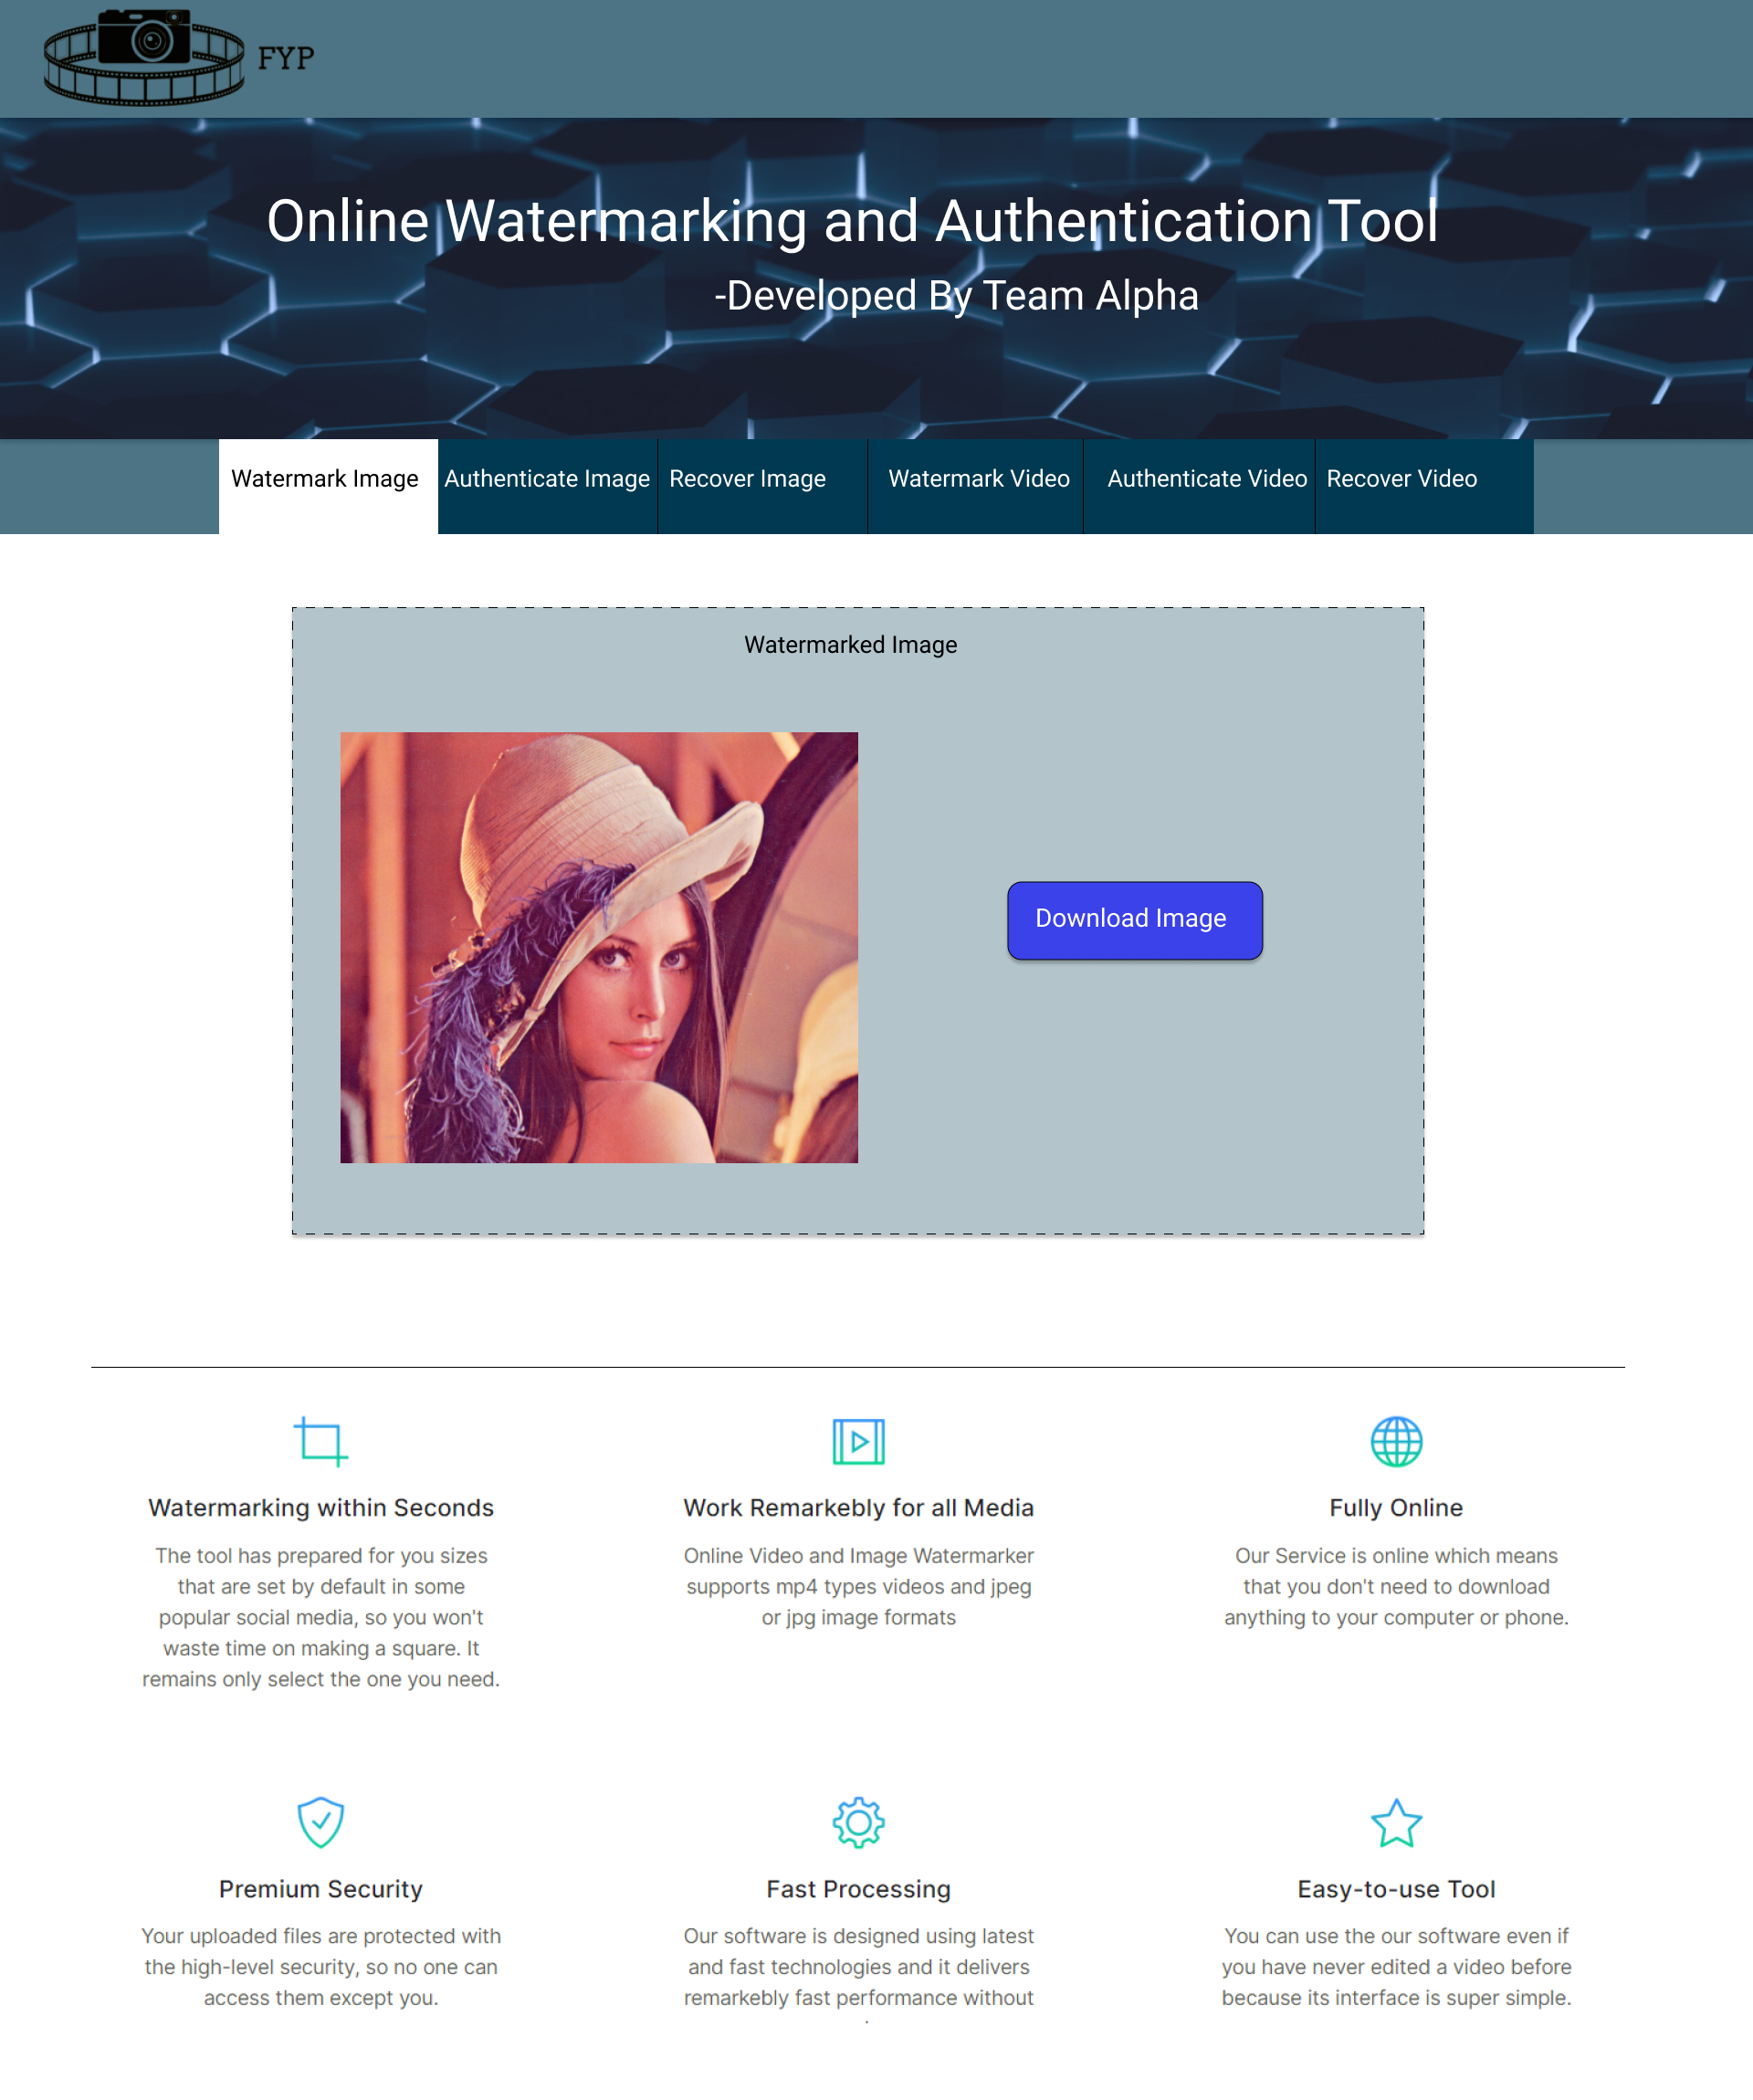 FYP
Online Watermarking and Authentication Tool
-Developed By Team Alpha
Watermark Image
Authenticate Image
Recover Image
Watermark Video
Authenticate Video
Recover Video
Watermarked Image
Download Image
Watermarking within Seconds
The tool has prepared for you sizes
that are set by default in some
popular social media, so you won't
waste time on making a square. It
remains only select the one you need.
Work Remarkebly for all Media
Online Video and Image Watermarker
supports mp4 types videos and jpeg
or jpg image formats
Fully Online
Our Service is online which means
that you don't need to download
anything to your computer or phone.
Premium Security
Your uploaded files are protected with
the high-level security, so no one can
access them except you.
Fast Processing
Our software is designed using latest
and fast technologies and it delivers
remarkebly fast performance without
Easy-to-use Tool
You can use the our software even if
you have never edited a video before
because its interface is super simple.